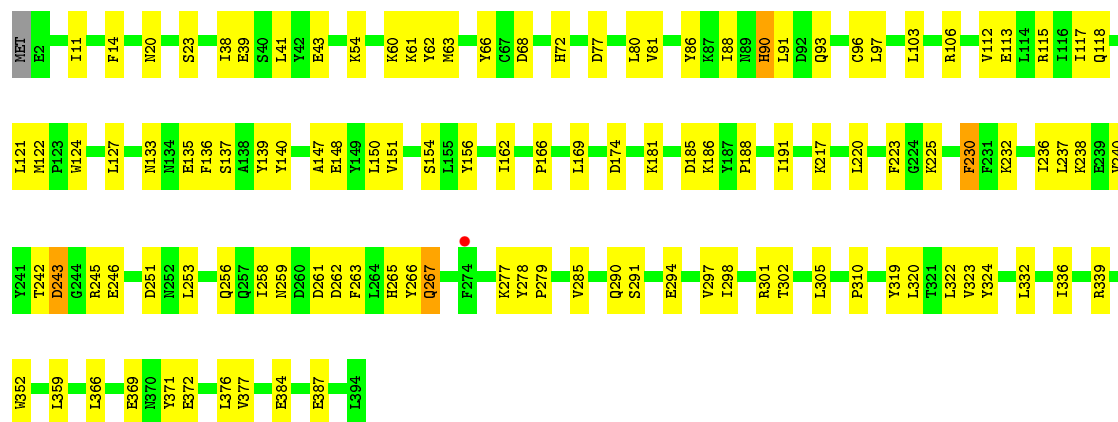 MET E2 I11 F14 N20 S23 I38 E39 S40 L41 Y42 E43 K54 K60 K61 Y62 M63 Y66 C67 D68 H72 D77 L80 V81 Y86 K87 I88 N89 H90 L91 D92 Q93 C96 L97 L103 R106 V112 E113 L114 R115 I116 I117 Q118
L121 M122 P123 W124 L127 N133 N134 E135 F136 S137 A138 Y139 Y140 A147 E148 Y149 L150 V151 S154 L155 Y156 I162 P166 L169 D174 K181 D185 K186 Y187 P188 I191 K217 L220 F223 G224 K225 F230 F231 K232 I236 L237 K238 E239 V240
Y241 T242 D243 G244 R245 E246 D251 N252 L253 Q256 Q257 I258 N259 D260 D261 D262 F263 L264 H265 Y266 Q267 F274 K277 Y278 P279 V285 Q290 S291 E294 V297 I298 R301 T302 L305 P310 Y319 L320 T321 L322 V323 Y324 L332 I336 R339
W352 L359 L366 E369 N370 Y371 E372 L376 V377 E384 E387 L394